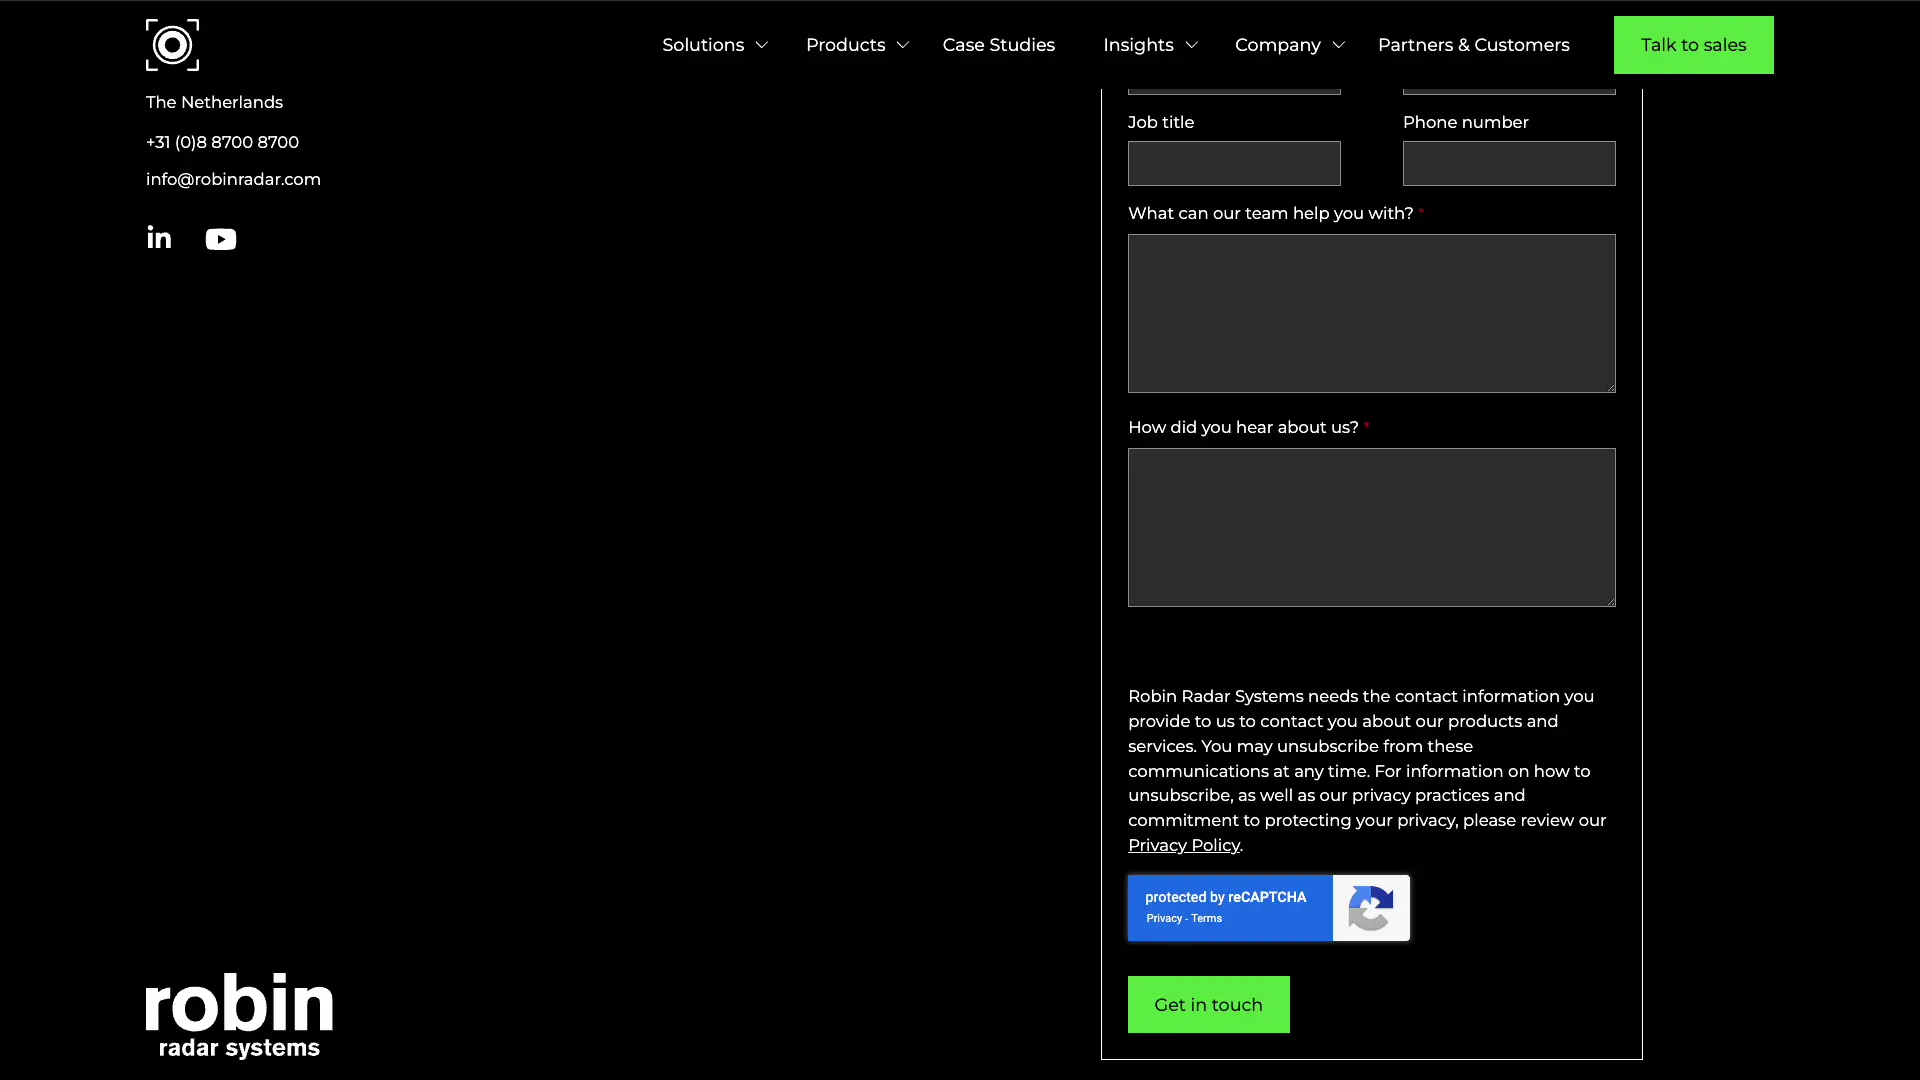 Solutions
Products
Case Studies
Insights
Company
Partners & Customers
Talk to sales
The Netherlands
+31 (0)8 8700 8700
info@robinradar.com
in
Job title
Phone number
What can our team help you with? *
How did you hear about us? *
Robin Radar Systems needs the contact information you
provide to us to contact you about our products and
services. You may unsubscribe from these
communications at any time. For information on how to
unsubscribe, as well as our privacy practices and
commitment to protecting your privacy, please review our
Privacy Policy.
protected by reCAPTCHA
Privacy - Terms
Get in touch
robin
radar systems